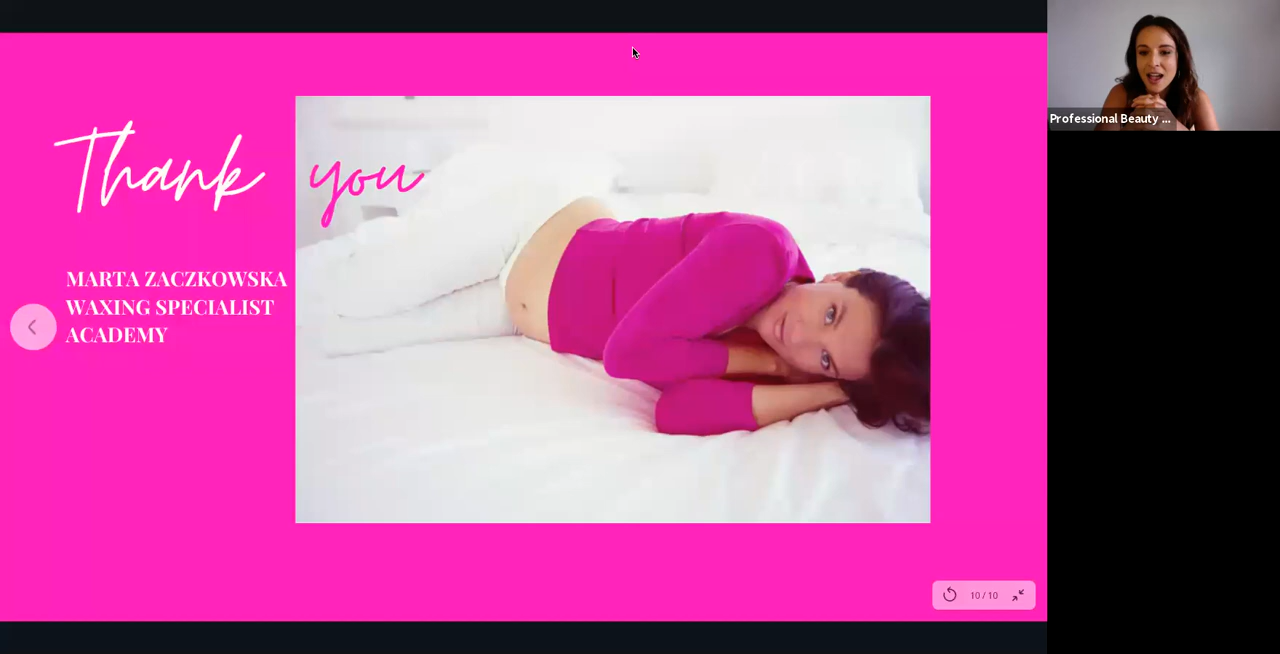 Thank you
MARTA ZACZKOWSKA
WAXING SPECIALIST
ACADEMY
Professional Beauty ...
10 / 10